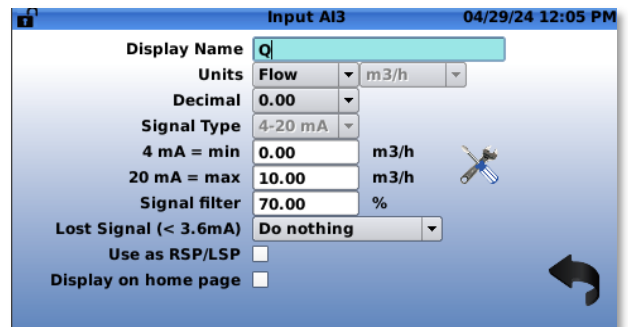 Input AI3 04/29/24 12:05 PM
Display Name Q
Units Flow m3/h
Decimal 0.00
Signal Type 4-20 mA
4 mA = min 0.00 m3/h
20 mA = max 10.00 m3/h
Signal filter 70.00 %
Lost Signal (< 3.6mA) Do nothing
Use as RSP/LSP
Display on home page